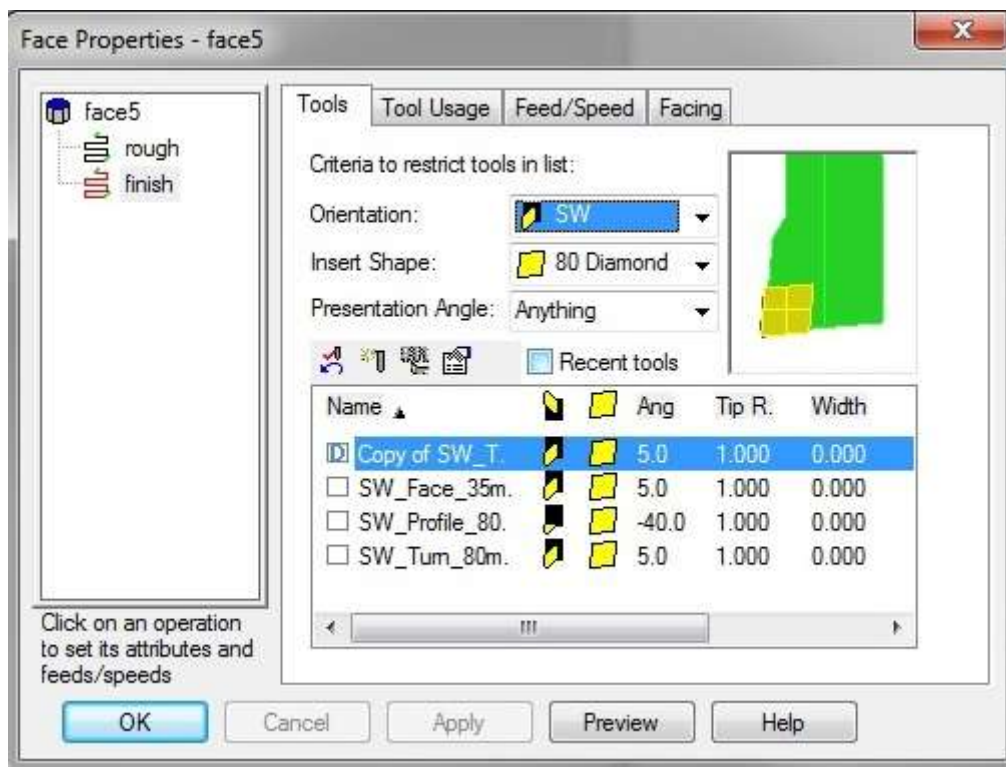 Face Properties - face5
face5
rough
finish
Click on an operation
to set its attributes and
feeds/speeds
Tools
Tool Usage
Feed/Speed
Facing
Criteria to restrict tools in list:
Orientation: SW
Insert Shape: 80 Diamond
Presentation Angle: Anything
Recent tools
Name Ang Tip R. Width
D Copy of SW_T. 5.0 1.000 0.000
SW_Face_35m. 5.0 1.000 0.000
SW_Profile_80. -40.0 1.000 0.000
SW_Turn_80m. 5.0 1.000 0.000
OK
Cancel
Apply
Preview
Help